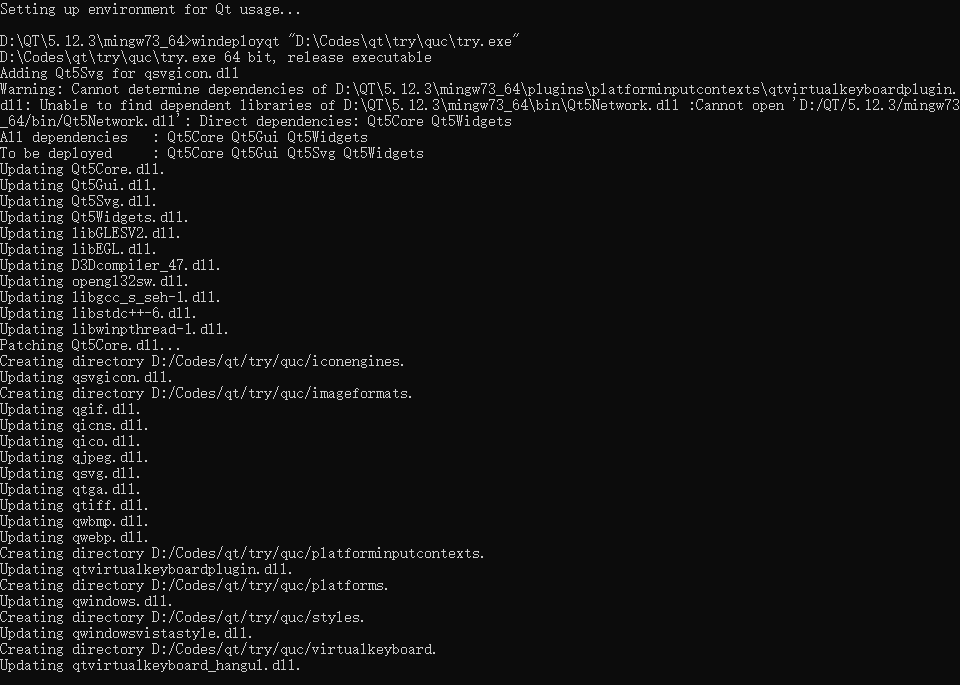 Setting up environment for Qt usage...
D:\QT\5.12.3\mingw73_64>windeployqt "D:\Codes\qt\try\quc\try.exe"
D:\Codes\qt\try\quc\try.exe 64 bit, release executable
Adding Qt5Svg for qsvgicon.dll
Warning: Cannot determine dependencies of D:\QT\5.12.3\mingw73_64\plugins\platforminputcontexts\qtvirtualkeyboardplugin.
dll: Unable to find dependent libraries of D:\QT\5.12.3\mingw73_64\bin\Qt5Network.dll :Cannot open 'D:/QT/5.12.3/mingw73
_64/bin/Qt5Network.dll': Direct dependencies: Qt5Core Qt5Widgets
All dependencies   : Qt5Core Qt5Gui Qt5Widgets
To be deployed     : Qt5Core Qt5Gui Qt5Svg Qt5Widgets
Updating Qt5Core.dll.
Updating Qt5Gui.dll.
Updating Qt5Svg.dll.
Updating Qt5Widgets.dll.
Updating libGLESV2.dll.
Updating libEGL.dll.
Updating D3Dcompiler_47.dll.
Updating opengl32sw.dll.
Updating libgcc_s_seh-1.dll.
Updating libstdc++-6.dll.
Updating libwinpthread-1.dll.
Patching Qt5Core.dll...
Creating directory D:/Codes/qt/try/quc/iconengines.
Updating qsvgicon.dll.
Creating directory D:/Codes/qt/try/quc/imageformats.
Updating qgif.dll.
Updating qicns.dll.
Updating qico.dll.
Updating qjpeg.dll.
Updating qsvg.dll.
Updating qtga.dll.
Updating qtiff.dll.
Updating qwbmp.dll.
Updating qwebp.dll.
Creating directory D:/Codes/qt/try/quc/platforminputcontexts.
Updating qtvirtualkeyboardplugin.dll.
Creating directory D:/Codes/qt/try/quc/platforms.
Updating qwindows.dll.
Creating directory D:/Codes/qt/try/quc/styles.
Updating qwindowsvistastyle.dll.
Creating directory D:/Codes/qt/try/quc/virtualkeyboard.
Updating qtvirtualkeyboard_hangul.dll.